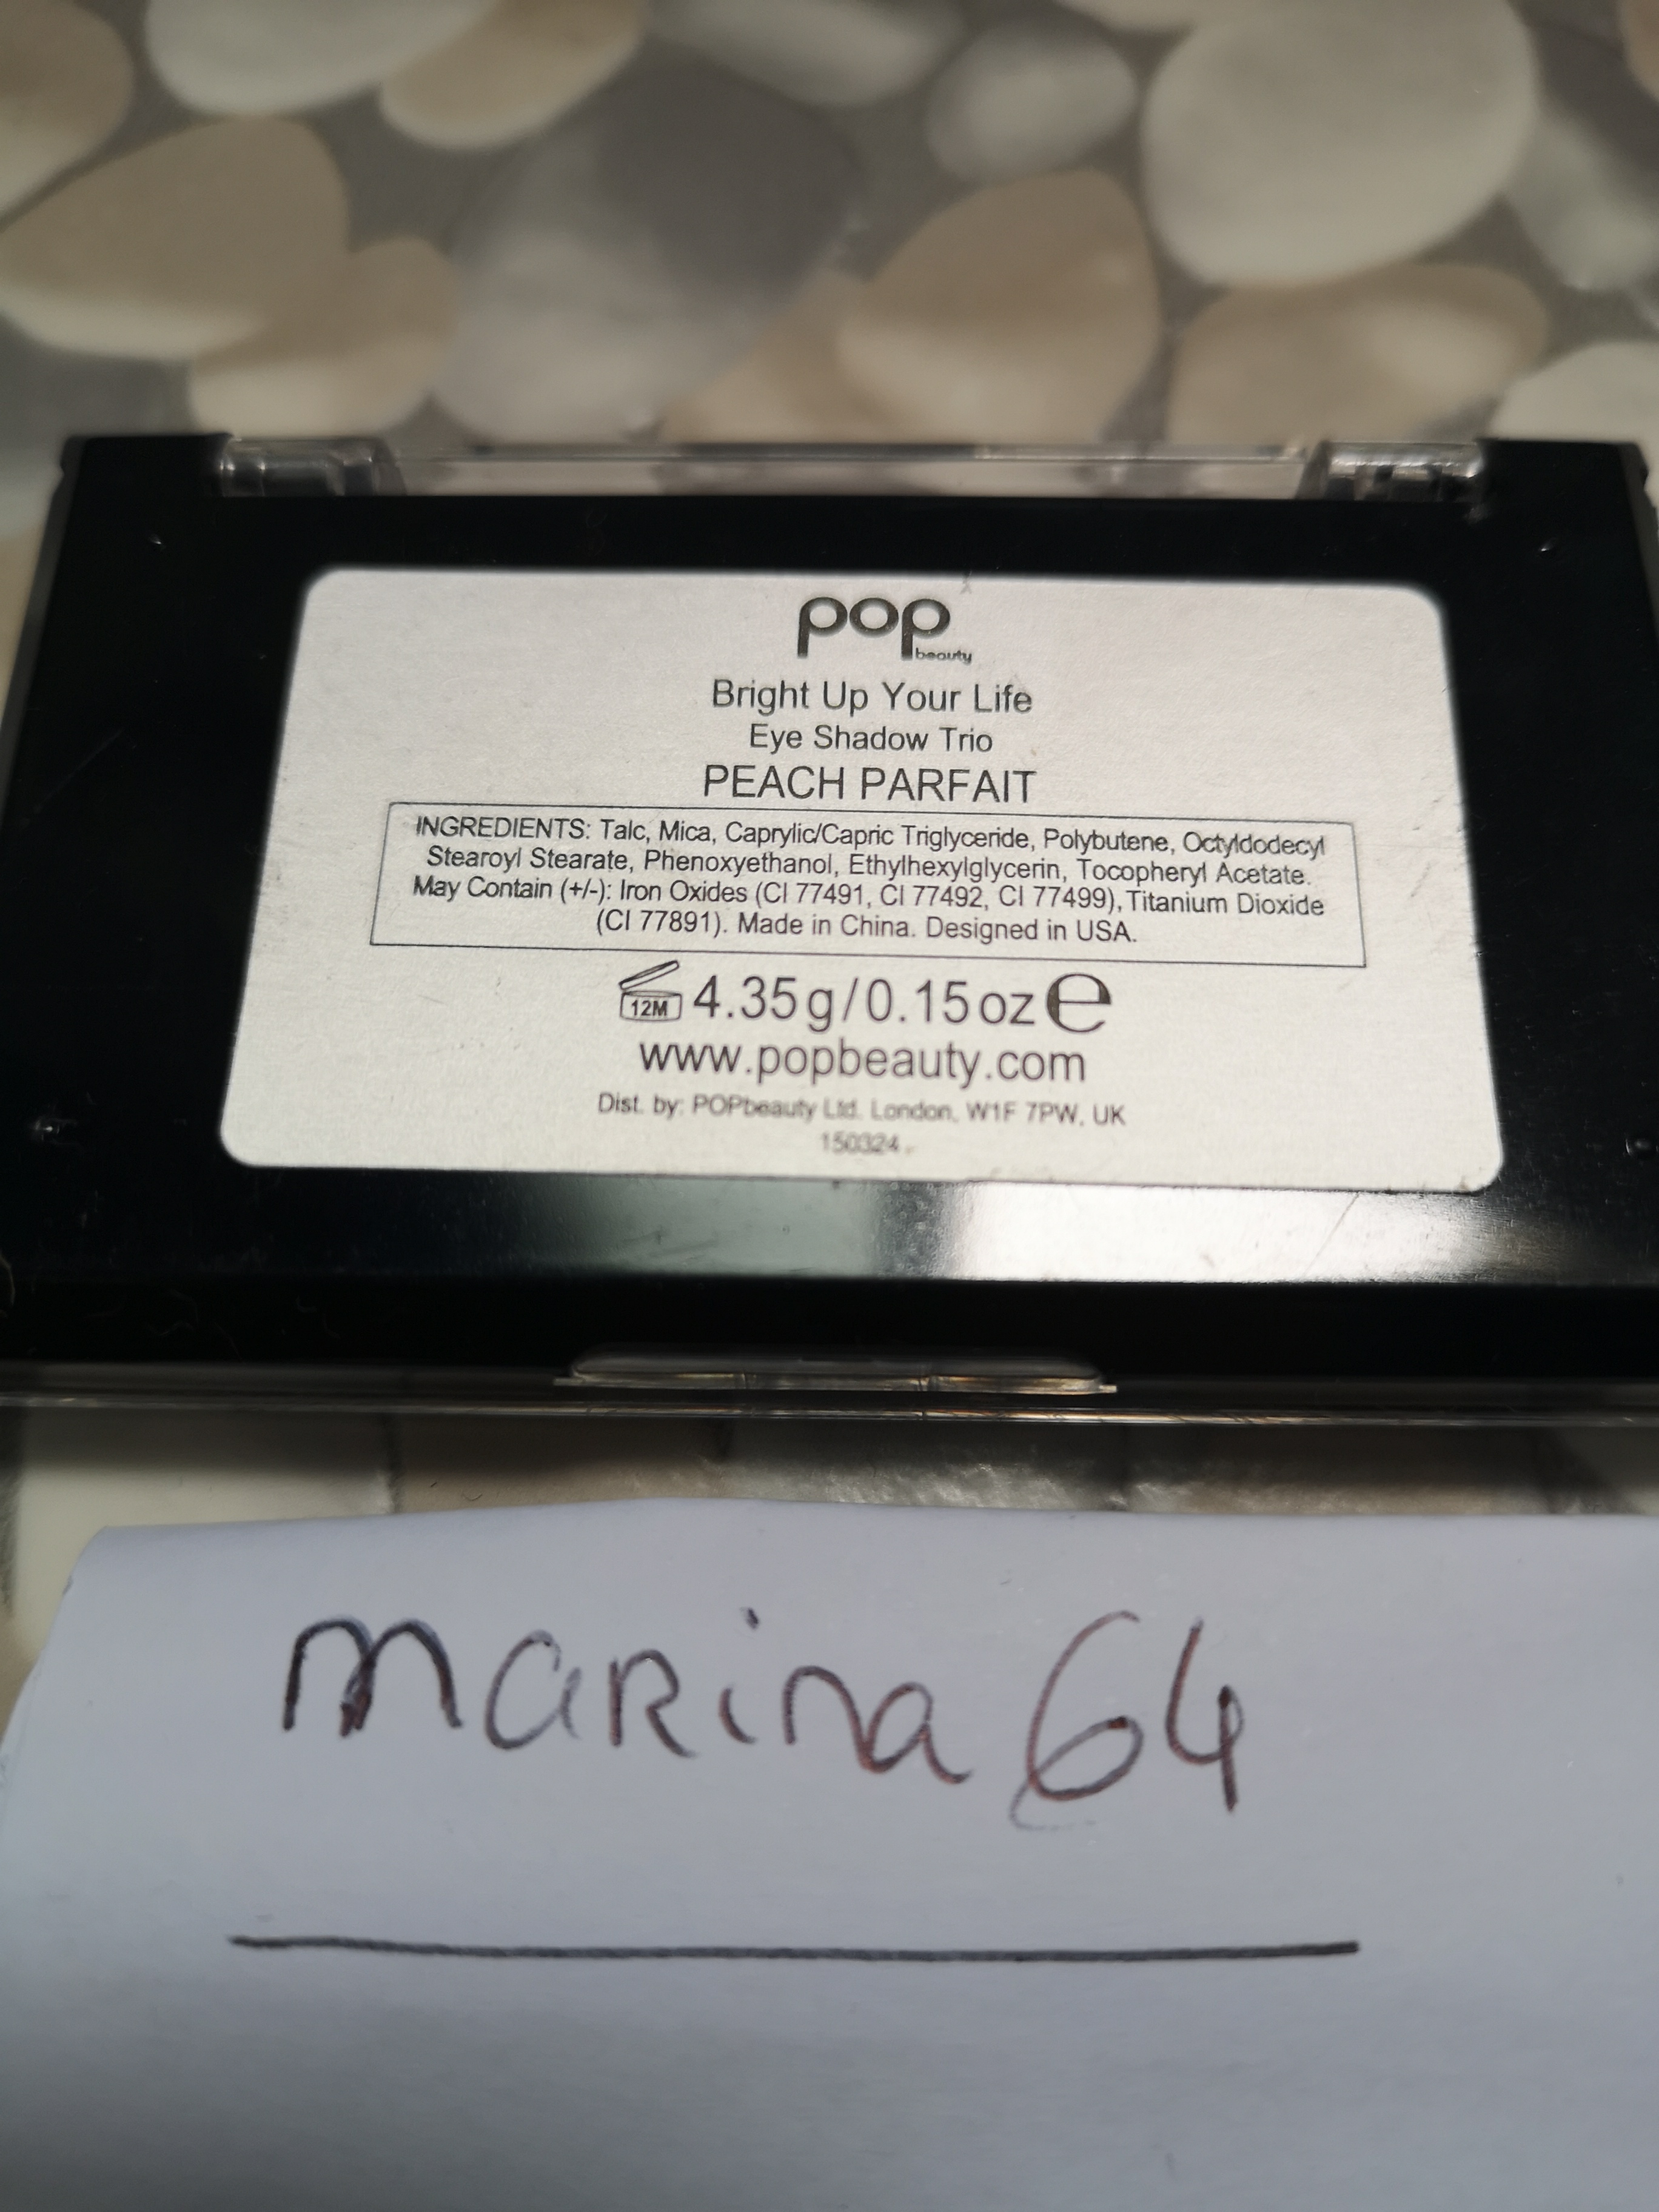 pop
beauty
Bright Up Your Life
Eye Shadow Trio
PEACH PARFAIT
INGREDIENTS: Talc, Mica, Caprylic/Capric Triglyceride, Polybutene, Octyldodecyl
Stearoyl Stearate, Phenoxyethanol, Ethylhexylglycerin, Tocopheryl Acetate.
May Contain (+/-): Iron Oxides (CI 77491, CI 77492, CI 77499), Titanium Dioxide
(CI 77891). Made in China. Designed in USA.
12M 4.35g/0.15oz e
www.popbeauty.com
Dist. by: POPbeauty Ltd. London, W1F 7PW, UK
150324
marina 64